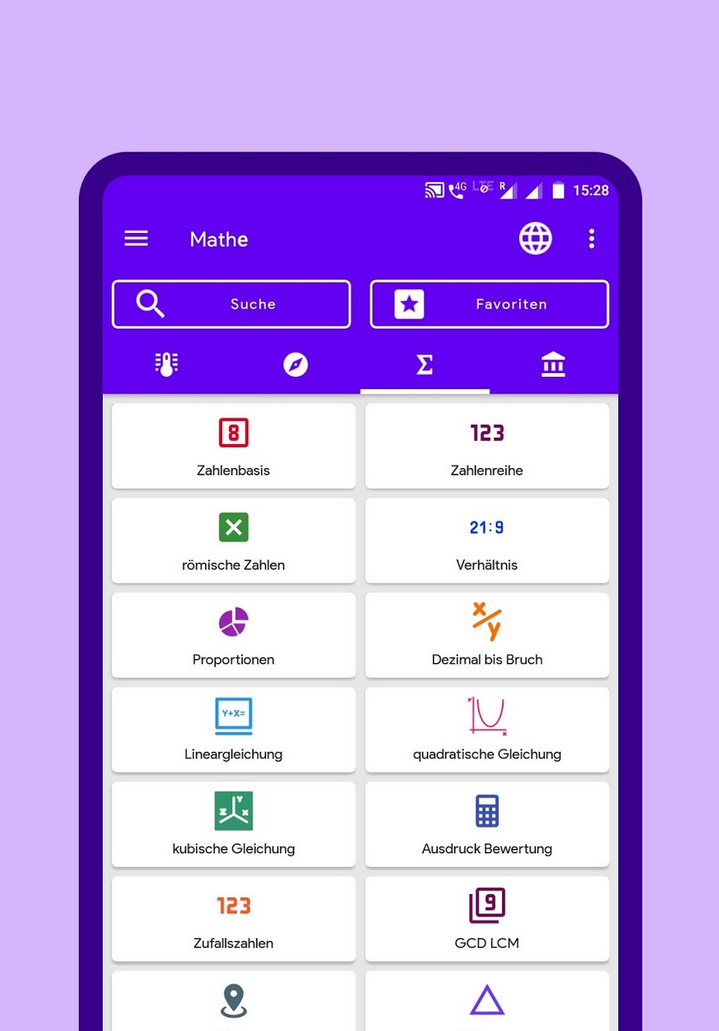 4G LTE R 15:28
Mathe
Suche Favoriten
Σ
8 123
Zahlenbasis Zahlenreihe
21:9
römische Zahlen Verhältnis
x/y
Proportionen Dezimal bis Bruch
Y+X=
Lineargleichung quadratische Gleichung
Y
Z X
kubische Gleichung Ausdruck Bewertung
123 9
Zufallszahlen GCD LCM